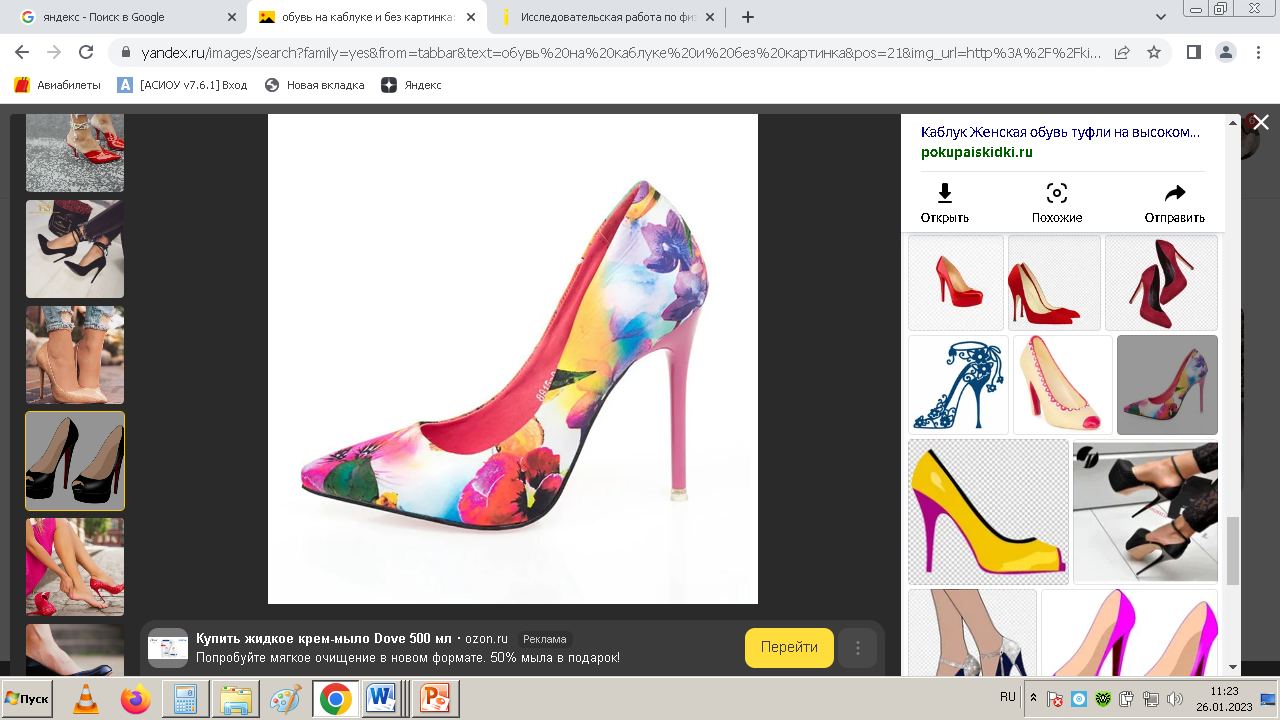 яндекс - Поиск в Google
обувь на каблуке и без картинка:
Исследовательская работа по ф
yandex.ru/images/search?family=yes&from=tabbar&text=обувь%20на%20каблуке%20и%20без%20картинка&pos=21&img_url=http%3A%2F%2Fki...
Авиабилеты
[АСИОУ v7.6.1] Вход
Новая вкладка
Яндекс
Каблук Женская обувь туфли на высоком...
pokupaiskidki.ru
Открыть
Похожие
Отправить
Купить жидкое крем-мыло Dove 500 мл · ozon.ru Реклама
Попробуйте мягкое очищение в новом формате. 50% мыла в подарок!
Перейти
Пуск
RU
11:23
26.01.2023